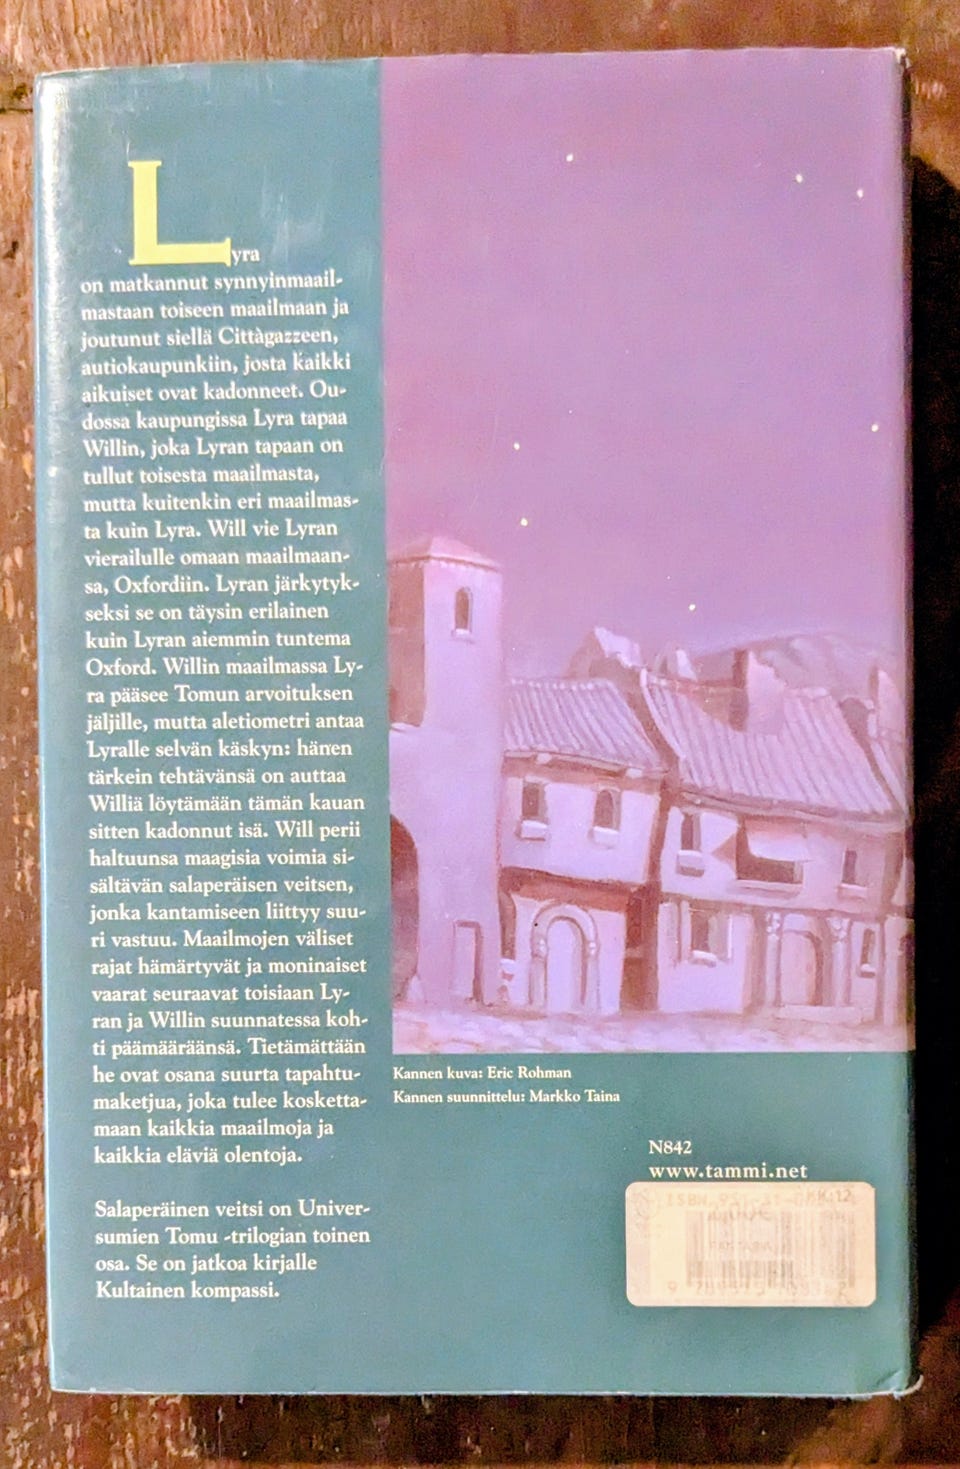 Lyra
on matkannut synnyinmaail-
mastaan toiseen maailmaan ja
joutunut siellä Cittàgazzeen,
autiokaupunkiin, josta kaikki
aikuiset ovat kadonneet. Ou-
dossa kaupungissa Lyra tapaa
Willin, joka Lyran tapaan on
tullut toisesta maailmasta,
mutta kuitenkin eri maailmas-
ta kuin Lyra. Will vie Lyran
vierailulle omaan maailmaan-
sa, Oxfordiin. Lyran järkytyk-
seksi se on täysin erilainen
kuin Lyran aiemmin tuntema
Oxford. Willin maailmassa Ly-
ra pääsee Tomun arvoituksen
jäljille, mutta aletiometri antaa
Lyralle selvän käskyn: hänen
tärkein tehtävänsä on auttaa
Williä löytämään tämän kauan
sitten kadonnut isä. Will perii
haltuunsa maagisia voimia si-
sältävän salaperäisen veitsen,
jonka kantamiseen liittyy suu-
ri vastuu. Maailmojen väliset
rajat hämärtyvät ja moninaiset
vaarat seuraavat toisiaan Ly-
ran ja Willin suunnatessa koh-
ti päämääräänsä. Tietämättään
he ovat osana suurta tapahtu-
maketjua, joka tulee kosketta-
maan kaikkia maailmoja ja
kaikkia eläviä olentoja.
Salaperäinen veitsi on Univer-
sumien Tomu -trilogian toinen
osa. Se on jatkoa kirjalle
Kultainen kompassi.
Kannen kuva: Eric Rohman
Kannen suunnittelu: Markko Taina
N842
www.tammi.net
ISBN